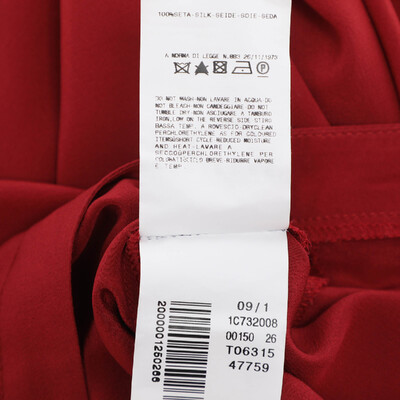 100%SETA-SILK-SEIDE-SOIE-SEDA
A NORMA DI LEGGE N.883 26/11/1973
P
DO NOT WASH-NON LAVARE IN ACQUA DO
NOT BLEACH-NON CANDEGGIARE DO NOT
TUMBLE DRY-NON ASCIUGARE A TAMBURO
IRON,LOW ON THE REVERSE SIDE STIRO
BASSA TEMP. A ROVESCIO-DRYCLEAN
PERCHLORETHYLENE AS FOR COLOURED
ITEMS&SHORT CYCLE REDUCED MOISTURE
AND HEAT-LAVARE A
SECCO&PERCHLORETHYLENE PER
COLORATI&CICLO BREVE RIDURRE VAPORE
E TEMP.
09/1
1C732008
00150 26
T06315
47759
2000001250266